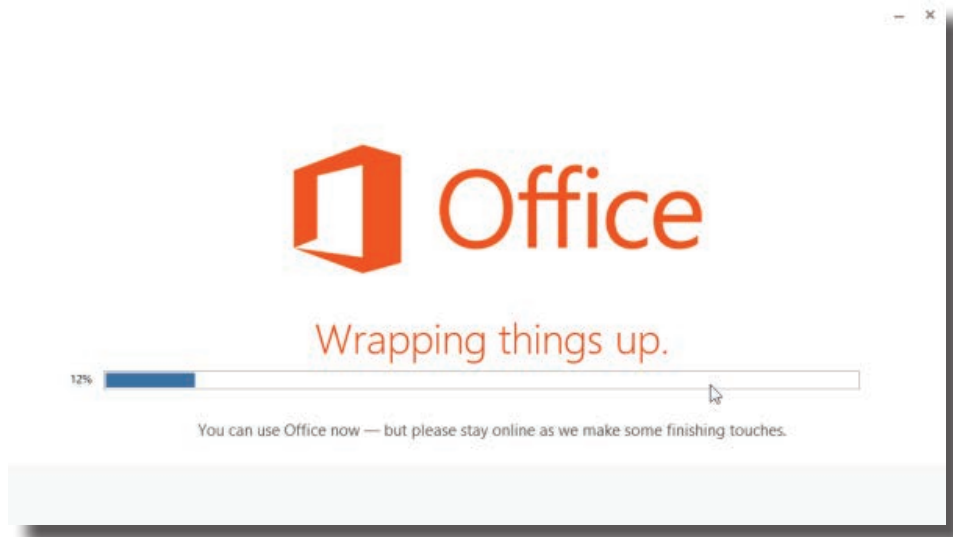 Office
Wrapping things up.
12%
You can use Office now — but please stay online as we make some finishing touches.